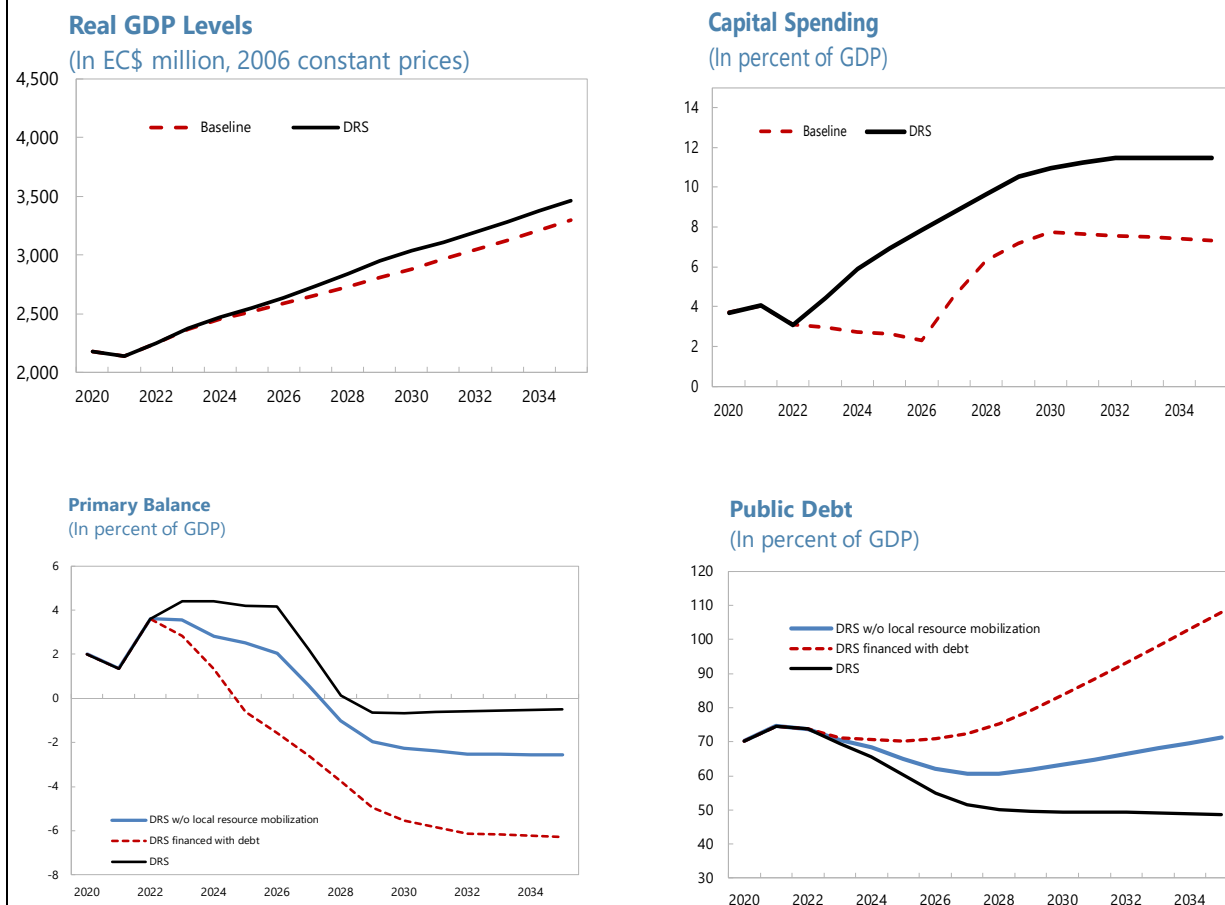 Real GDP Levels
(In EC$ million, 2006 constant prices)
4,500
4,000
3,500
3,000
2,500
2,000
Baseline DRS
2020 2022 2024 2026 2028 2030 2032 2034
Capital Spending
(In percent of GDP)
14
12
10
8
6
4
2
0
Baseline DRS
2020 2022 2024 2026 2028 2030 2032 2034
Primary Balance
(In percent of GDP)
6
4
2
0
-2
-4
-6
-8
DRS w/o local resource mobilization
DRS financed with debt
DRS
2020 2022 2024 2026 2028 2030 2032 2034
Public Debt
(In percent of GDP)
120
110
100
90
80
70
60
50
40
30
DRS w/o local resource mobilization
DRS financed with debt
DRS
2020 2022 2024 2026 2028 2030 2032 2034